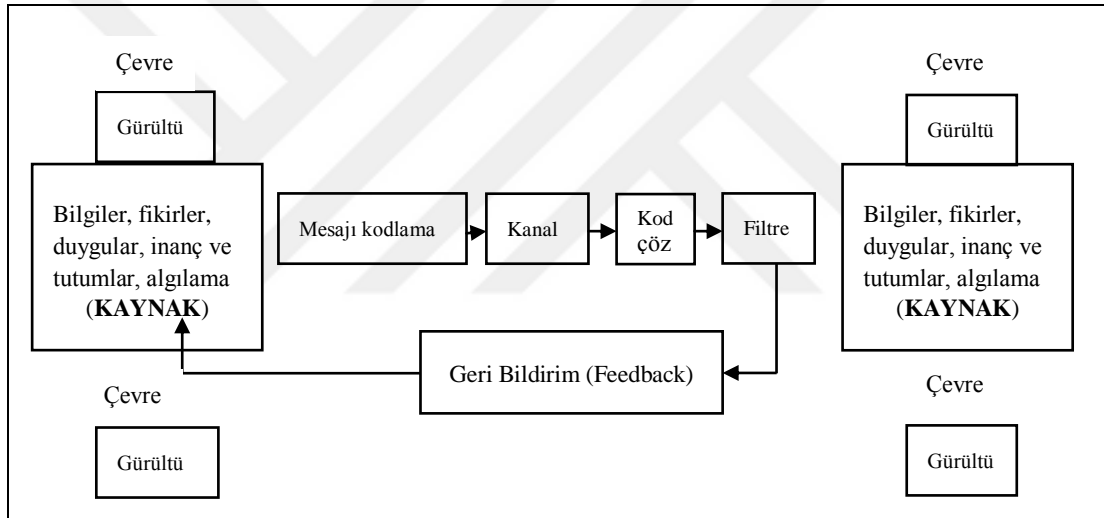 Çevre
Gürültü
Bilgiler, fikirler,
duygular, inanç ve
tutumlar, algılama
(KAYNAK)
Çevre
Gürültü
Mesajı kodlama
Kanal
Kod
çöz
Filtre
Geri Bildirim (Feedback)
Çevre
Gürültü
Bilgiler, fikirler,
duygular, inanç ve
tutumlar, algılama
(KAYNAK)
Çevre
Gürültü